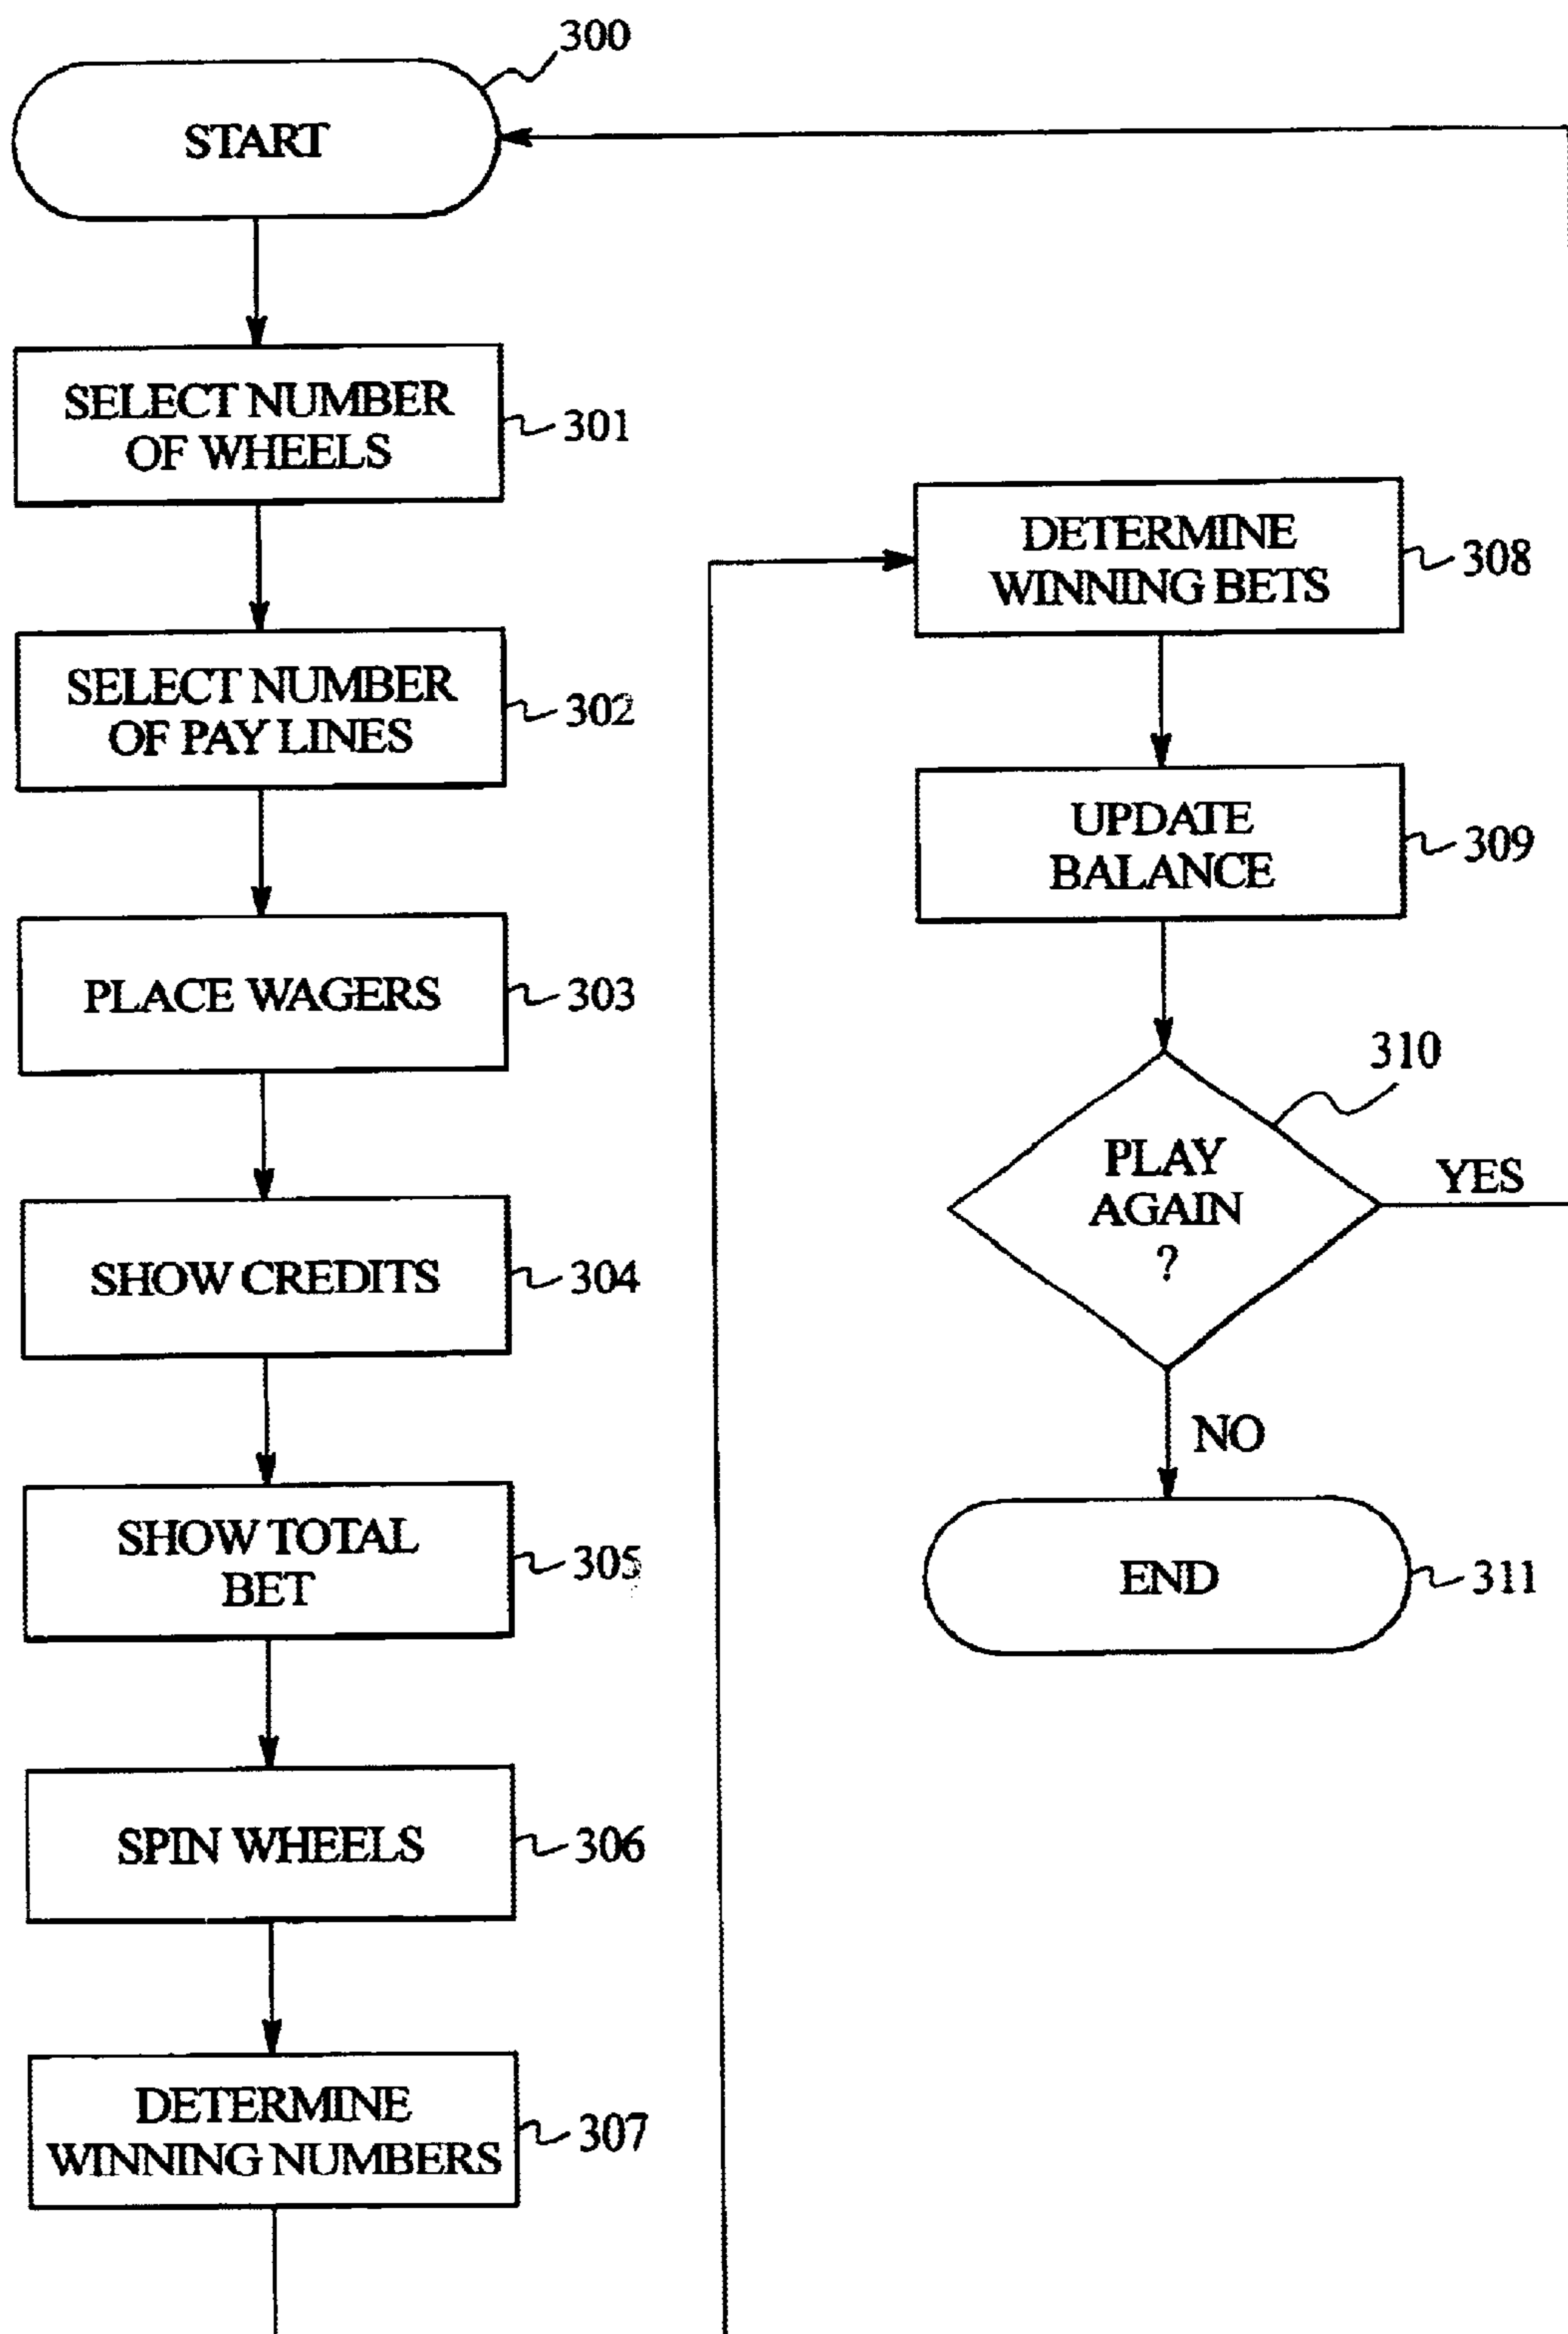 300
START
SELECT NUMBER
OF WHEELS
301
SELECT NUMBER
OF PAY LINES
302
PLACE WAGERS
303
SHOW CREDITS
304
SHOW TOTAL
BET
305
SPIN WHEELS
306
DETERMINE
WINNING NUMBERS
307
DETERMINE
WINNING BETS
308
UPDATE
BALANCE
309
310
PLAY
AGAIN
?
YES
NO
END
311